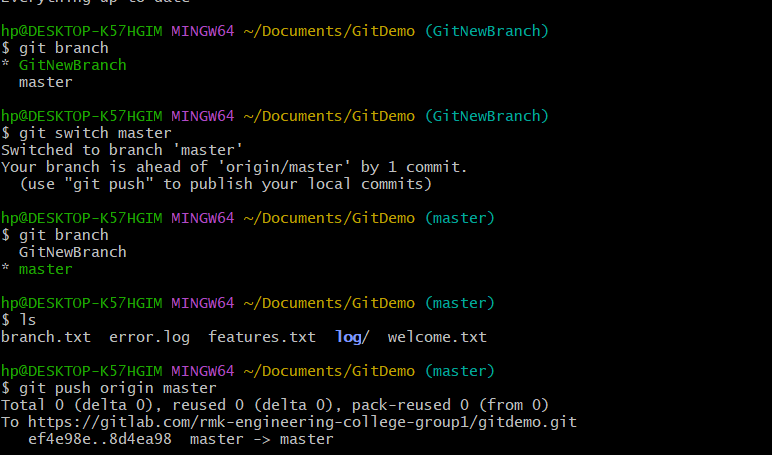 Everything up-to-date
hp@DESKTOP-K57HGIM MINGW64 ~/Documents/GitDemo (GitNewBranch)
$ git branch
* GitNewBranch
  master
hp@DESKTOP-K57HGIM MINGW64 ~/Documents/GitDemo (GitNewBranch)
$ git switch master
Switched to branch 'master'
Your branch is ahead of 'origin/master' by 1 commit.
  (use "git push" to publish your local commits)
hp@DESKTOP-K57HGIM MINGW64 ~/Documents/GitDemo (master)
$ git branch
  GitNewBranch
* master
hp@DESKTOP-K57HGIM MINGW64 ~/Documents/GitDemo (master)
$ ls
branch.txt  error.log  features.txt  log/  welcome.txt
hp@DESKTOP-K57HGIM MINGW64 ~/Documents/GitDemo (master)
$ git push origin master
Total 0 (delta 0), reused 0 (delta 0), pack-reused 0 (from 0)
To https://gitlab.com/rmk-engineering-college-group1/gitdemo.git
   ef4e98e..8d4ea98  master -> master